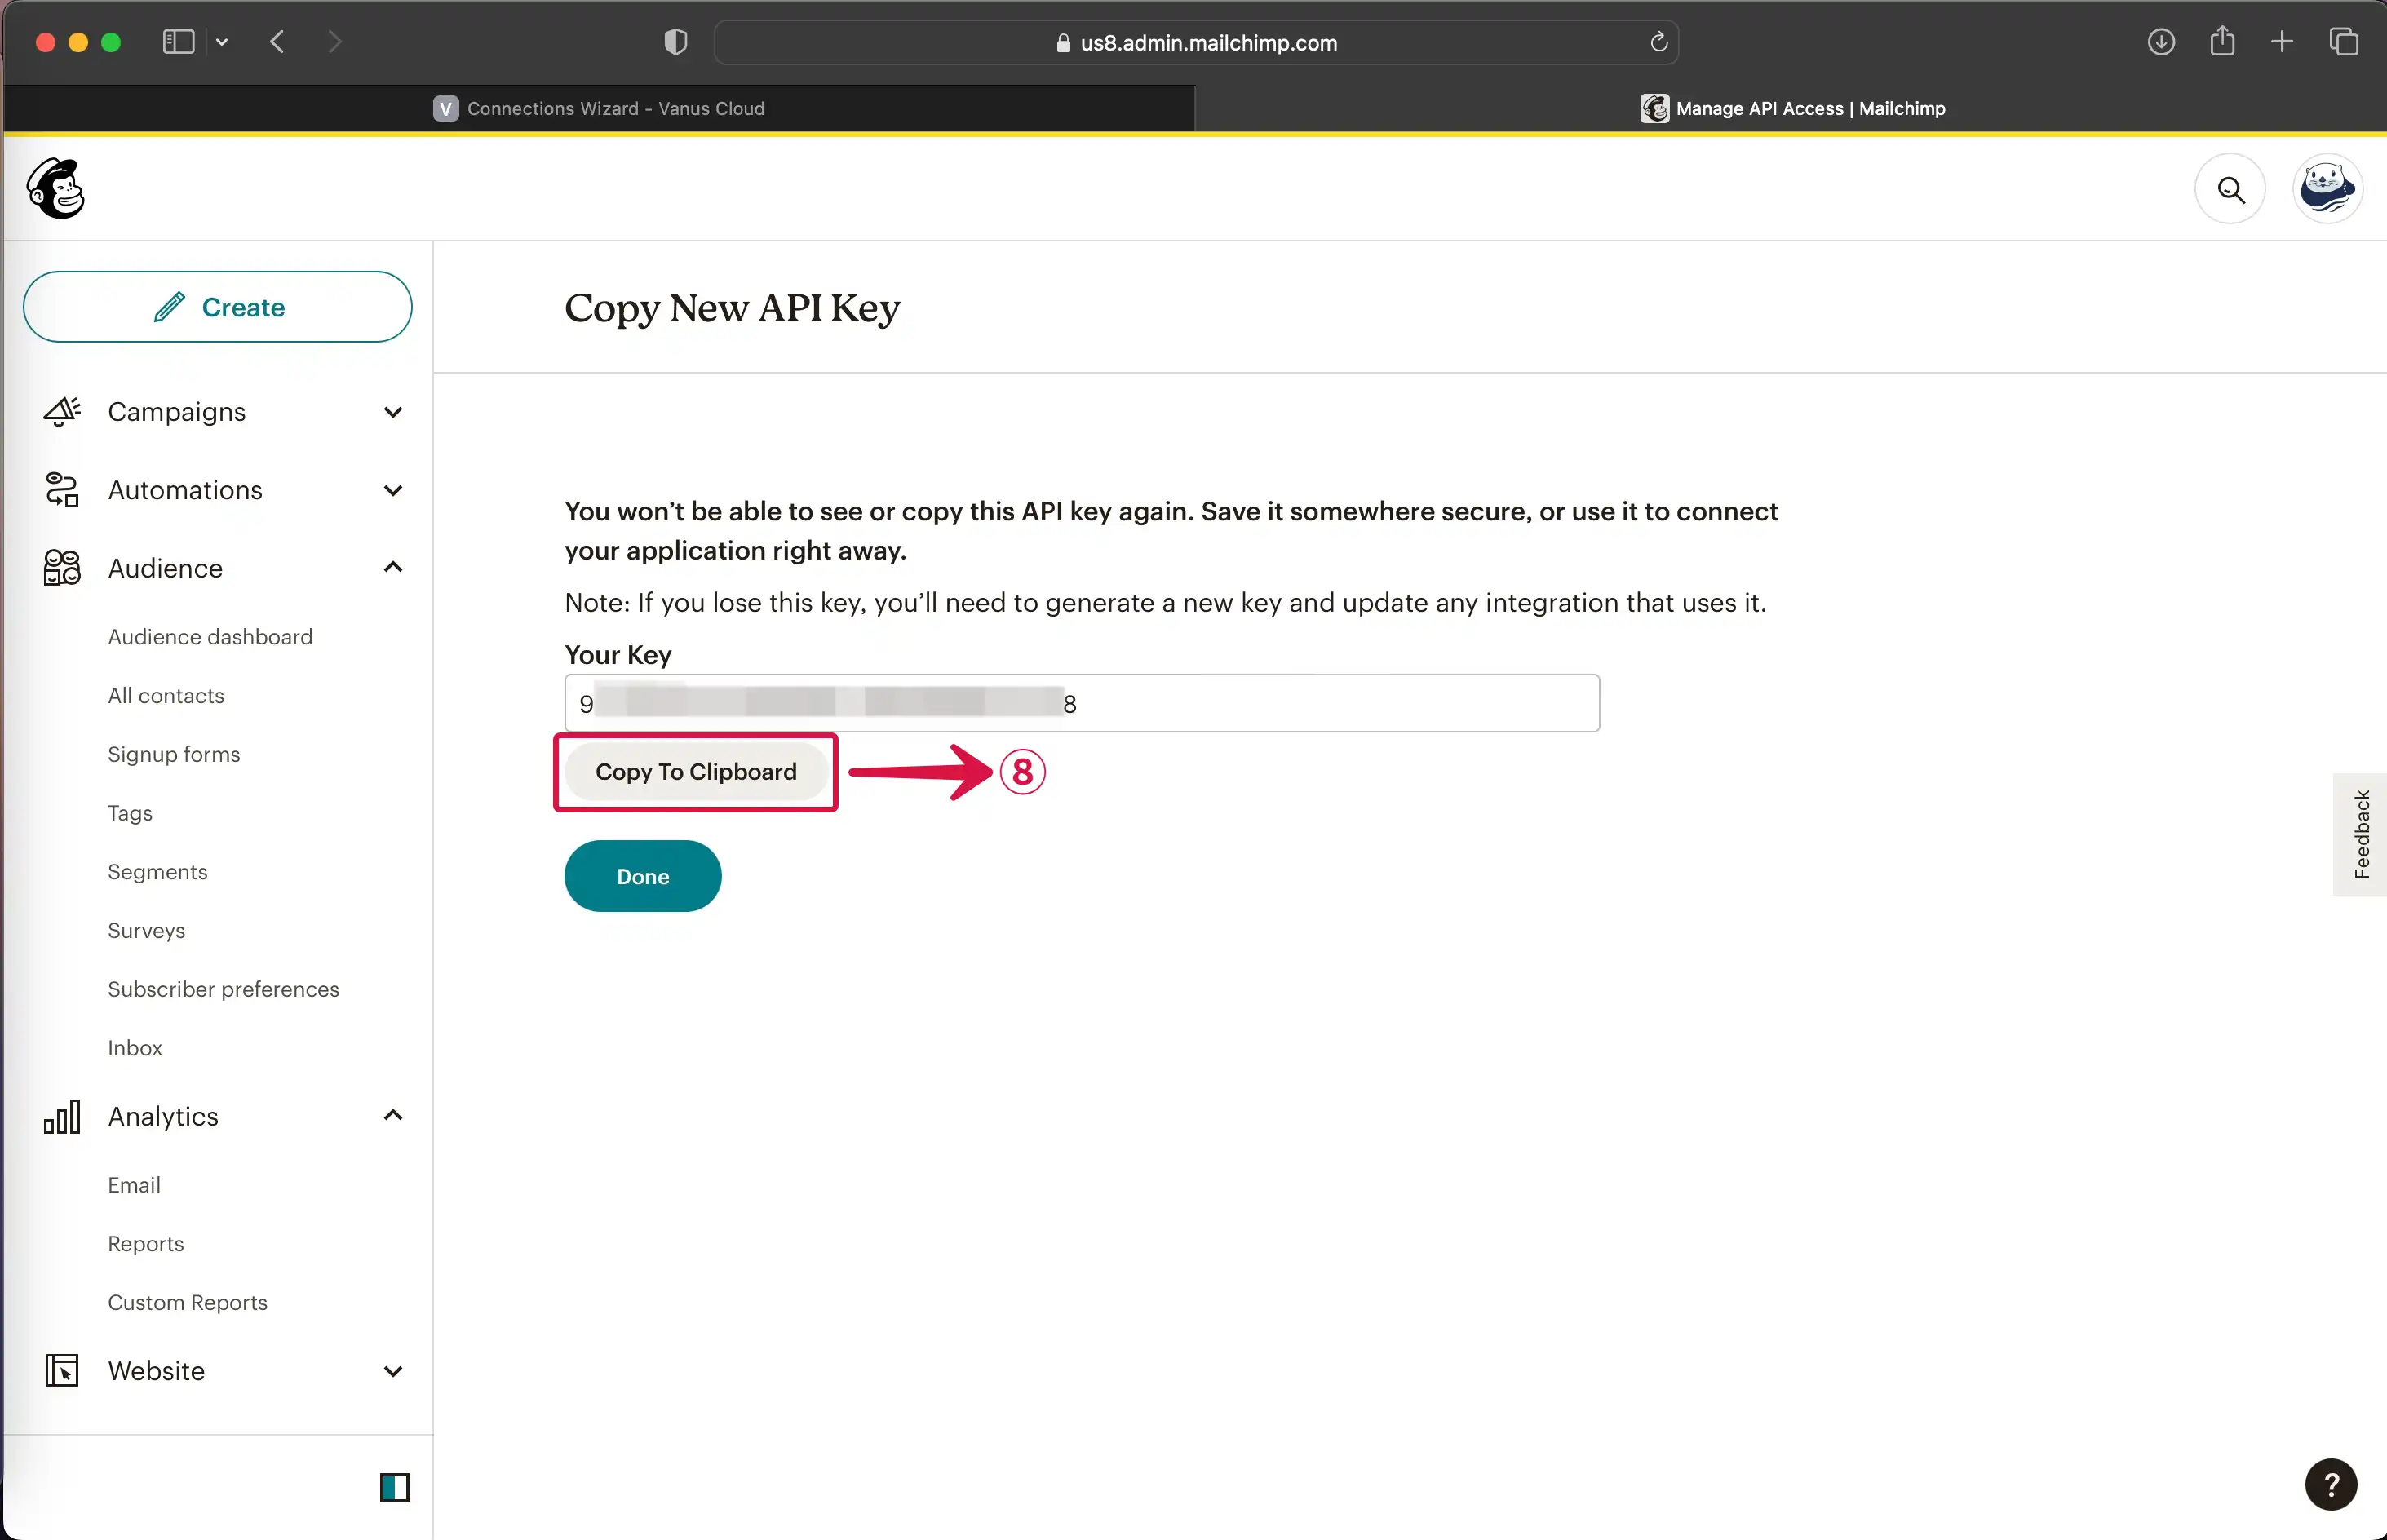 us8.admin.mailchimp.com
V Connections Wizard - Vanus Cloud
Manage API Access | Mailchimp
Create
Copy New API Key
Campaigns
Automations
Audience
Audience dashboard
All contacts
Signup forms
Tags
Segments
Surveys
Subscriber preferences
Inbox
Analytics
Email
Reports
Custom Reports
Website
You won’t be able to see or copy this API key again. Save it somewhere secure, or use it to connect
your application right away.
Note: If you lose this key, you’ll need to generate a new key and update any integration that uses it.
Your Key
9 8
Copy To Clipboard
8
Done
Feedback
?